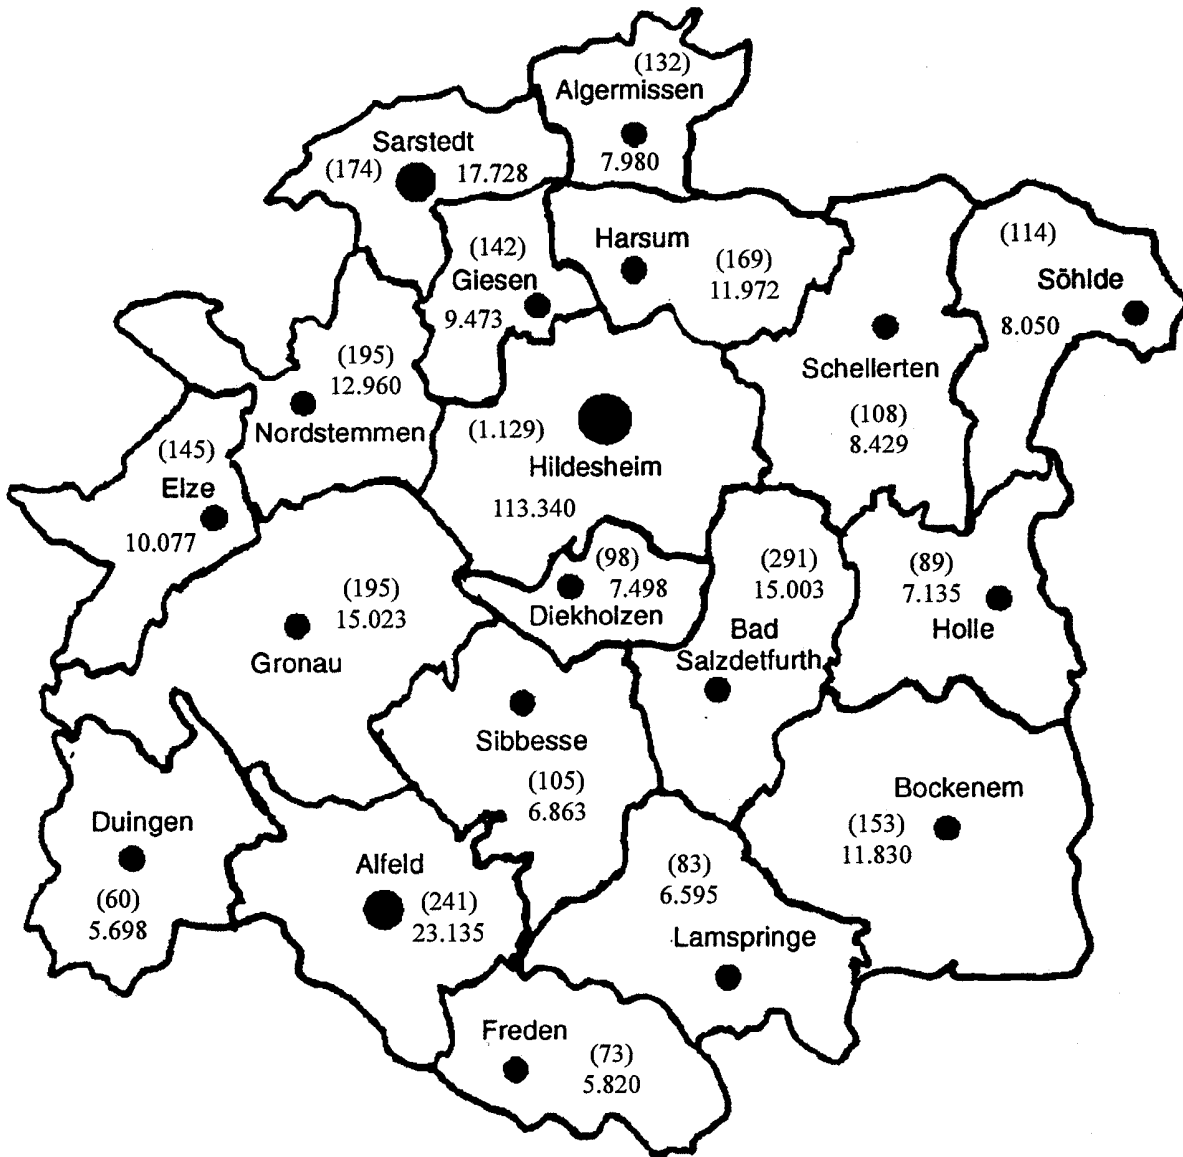 (132)
Algermissen
7.980
Sarstedt
(174) 17.728
(142)
Giesen
9.473
Harsum
(169)
11.972
(114)
Söhlde
8.050
Schellerten
(108)
8.429
(195)
12.960
Nordstemmen
(1.129)
Hildesheim
113.340
(145)
Elze
10.077
(98)
7.498
Diekholzen
(291)
15.003
Bad
Salzdetfurth
(89)
7.135
Holle
(195)
15.023
Gronau
Sibbesse
(105)
6.863
Bockenem
(153)
11.830
Duingen
(60)
5.698
Alfeld
(241)
23.135
(83)
6.595
Lamspringe
Freden
(73)
5.820